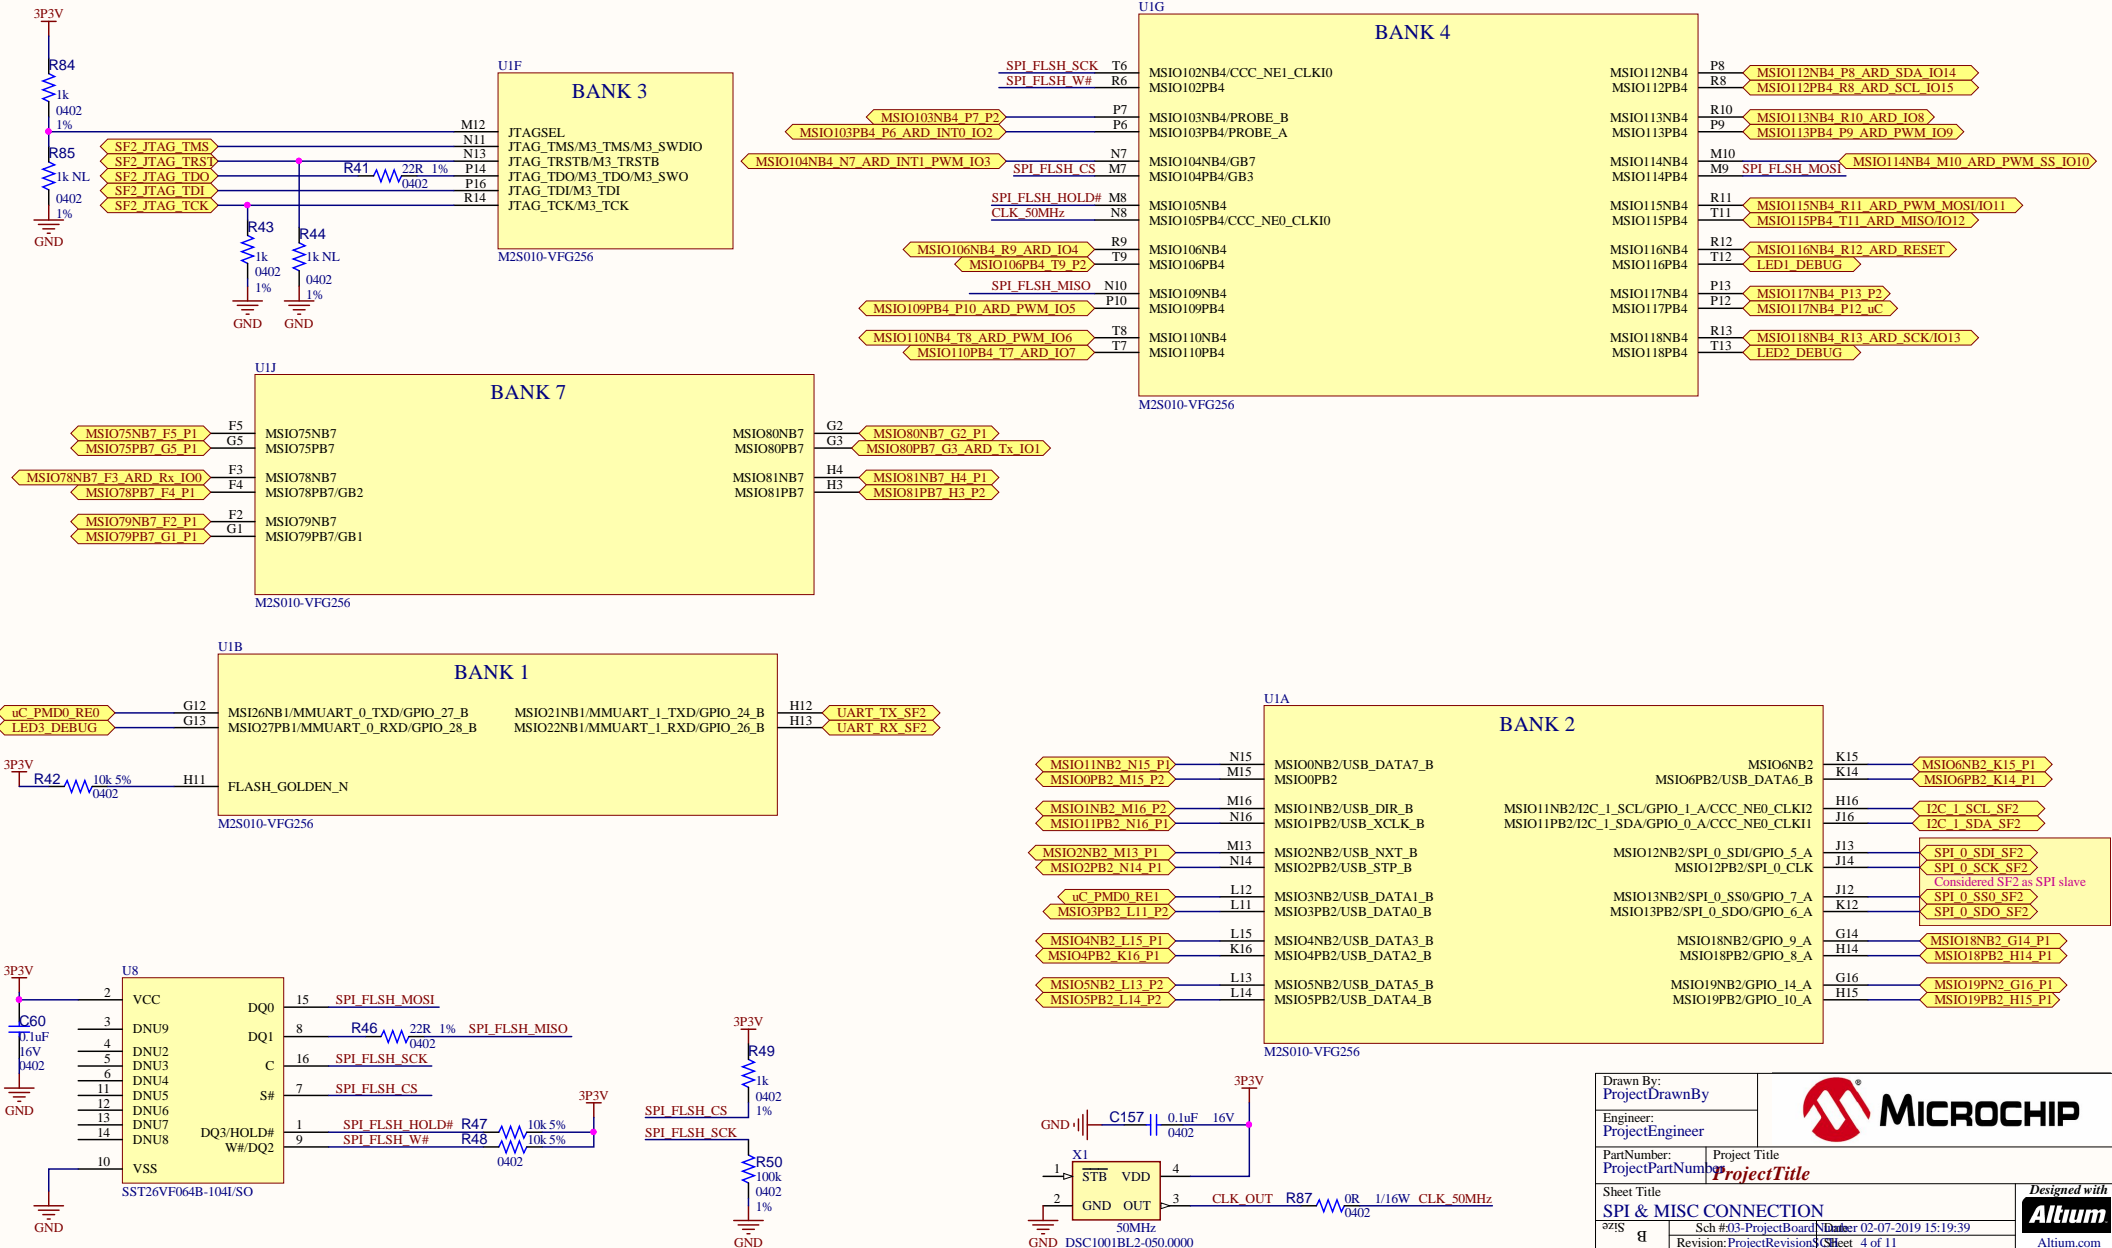 3P3V
R84
1k
0402
1%
R85
1k NL
0402
1%
GND
SF2_JTAG_TMS
SF2_JTAG_TRST
SF2_JTAG_TDO
SF2_JTAG_TDI
SF2_JTAG_TCK
R41 22R 1%
0402
R43
1k
0402
1%
GND
R44
1k NL
0402
1%
GND
U1F
BANK 3
M12 JTAGSEL
N11 JTAG_TMS/M3_TMS/M3_SWDIO
N13 JTAG_TRSTB/M3_TRSTB
P14 JTAG_TDO/M3_TDO/M3_SWO
P16 JTAG_TDI/M3_TDI
R14 JTAG_TCK/M3_TCK
M2S010-VFG256
U1G
BANK 4
SPI_FLSH_SCK T6 MSIO102NB4/CCC_NE1_CLKI0
SPI_FLSH_W# R6 MSIO102PB4
MSIO103NB4_P7_P2 P7 MSIO103NB4/PROBE_B
MSIO103PB4_P6_ARD_INT0_IO2 P6 MSIO103PB4/PROBE_A
MSIO104NB4_N7_ARD_INT1_PWM_IO3 N7 MSIO104NB4/GB7
SPI_FLSH_CS M7 MSIO104PB4/GB3
SPI_FLSH_HOLD# M8 MSIO105NB4
CLK_50MHz N8 MSIO105PB4/CCC_NE0_CLKI0
MSIO106NB4_R9_ARD_IO4 R9 MSIO106NB4
MSIO106PB4_T9_P2 T9 MSIO106PB4
SPI_FLSH_MISO N10 MSIO109NB4
MSIO109PB4_P10_ARD_PWM_IO5 P10 MSIO109PB4
MSIO110NB4_T8_ARD_PWM_IO6 T8 MSIO110NB4
MSIO110PB4_T7_ARD_IO7 T7 MSIO110PB4
MSIO112NB4 P8 MSIO112NB4_P8_ARD_SDA_IO14
MSIO112PB4 R8 MSIO112PB4_R8_ARD_SCL_IO15
MSIO113NB4 R10 MSIO113NB4_R10_ARD_IO8
MSIO113PB4 P9 MSIO113PB4_P9_ARD_PWM_IO9
MSIO114NB4 M10 MSIO114NB4_M10_ARD_PWM_SS_IO10
MSIO114PB4 M9 SPI_FLSH_MOSI
MSIO115NB4 R11 MSIO115NB4_R11_ARD_PWM_MOSI/IO11
MSIO115PB4 T11 MSIO115PB4_T11_ARD_MISO/IO12
MSIO116NB4 R12 MSIO116NB4_R12_ARD_RESET
MSIO116PB4 T12 LED1_DEBUG
MSIO117NB4 P13 MSIO117NB4_P13_P2
MSIO117PB4 P12 MSIO117NB4_P12_uC
MSIO118NB4 R13 MSIO118NB4_R13_ARD_SCK/IO13
MSIO118PB4 T13 LED2_DEBUG
M2S010-VFG256
U1J
BANK 7
MSIO75NB7_F5_P1 F5 MSIO75NB7
MSIO75PB7_G5_P1 G5 MSIO75PB7
MSIO78NB7_F3_ARD_Rx_IO0 F3 MSIO78NB7
MSIO78PB7_F4_P1 F4 MSIO78PB7/GB2
MSIO79NB7_F2_P1 F2 MSIO79NB7
MSIO79PB7_G1_P1 G1 MSIO79PB7/GB1
MSIO80NB7 G2 MSIO80NB7_G2_P1
MSIO80PB7 G3 MSIO80PB7_G3_ARD_Tx_IO1
MSIO81NB7 H4 MSIO81NB7_H4_P1
MSIO81PB7 H3 MSIO81PB7_H3_P2
M2S010-VFG256
U1B
BANK 1
uC_PMD0_RE0 G12 MSI26NB1/MMUART_0_TXD/GPIO_27_B
LED3_DEBUG G13 MSIO27PB1/MMUART_0_RXD/GPIO_28_B
MSIO21NB1/MMUART_1_TXD/GPIO_24_B H12 UART_TX_SF2
MSIO22NB1/MMUART_1_RXD/GPIO_26_B H13 UART_RX_SF2
3P3V
R42 10k 5%
0402
H11 FLASH_GOLDEN_N
M2S010-VFG256
U1A
BANK 2
MSIO11NB2_N15_P1 N15 MSIO0NB2/USB_DATA7_B
MSIO0PB2_M15_P2 M15 MSIO0PB2
MSIO1NB2_M16_P2 M16 MSIO1NB2/USB_DIR_B
MSIO11PB2_N16_P1 N16 MSIO1PB2/USB_XCLK_B
MSIO2NB2_M13_P1 M13 MSIO2NB2/USB_NXT_B
MSIO2PB2_N14_P1 N14 MSIO2PB2/USB_STP_B
uC_PMD0_RE1 L12 MSIO3NB2/USB_DATA1_B
MSIO3PB2_L11_P2 L11 MSIO3PB2/USB_DATA0_B
MSIO4NB2_L15_P1 L15 MSIO4NB2/USB_DATA3_B
MSIO4PB2_K16_P1 K16 MSIO4PB2/USB_DATA2_B
MSIO5NB2_L13_P2 L13 MSIO5NB2/USB_DATA5_B
MSIO5PB2_L14_P2 L14 MSIO5PB2/USB_DATA4_B
MSIO6NB2 K15 MSIO6NB2_K15_P1
MSIO6PB2/USB_DATA6_B K14 MSIO6PB2_K14_P1
MSIO11NB2/I2C_1_SCL/GPIO_1_A/CCC_NE0_CLKI2 H16 I2C_1_SCL_SF2
MSIO11PB2/I2C_1_SDA/GPIO_0_A/CCC_NE0_CLKI1 J16 I2C_1_SDA_SF2
MSIO12NB2/SPI_0_SDI/GPIO_5_A J13 SPI_0_SDI_SF2
MSIO12PB2/SPI_0_CLK J14 SPI_0_SCK_SF2
Considered SF2 as SPI slave
MSIO13NB2/SPI_0_SS0/GPIO_7_A J12 SPI_0_SS0_SF2
MSIO13PB2/SPI_0_SDO/GPIO_6_A K12 SPI_0_SDO_SF2
MSIO18NB2/GPIO_9_A G14 MSIO18NB2_G14_P1
MSIO18PB2/GPIO_8_A H14 MSIO18PB2_H14_P1
MSIO19NB2/GPIO_14_A G16 MSIO19PN2_G16_P1
MSIO19PB2/GPIO_10_A H15 MSIO19PB2_H15_P1
M2S010-VFG256
3P3V
C60
0.1uF
16V
0402
GND
U8
2 VCC
3 DNU9
4 DNU2
5 DNU3
6 DNU4
11 DNU5
12 DNU6
13 DNU7
14 DNU8
10 VSS
GND
DQ0 15 SPI_FLSH_MOSI
DQ1 8 R46 22R 1% SPI_FLSH_MISO
0402
C 16 SPI_FLSH_SCK
S# 7 SPI_FLSH_CS
DQ3/HOLD# 1 SPI_FLSH_HOLD# R47 10k 5%
W#/DQ2 9 SPI_FLSH_W# R48 10k 5%
0402
3P3V
SST26VF064B-104I/SO
3P3V
R49
1k
0402
1%
SPI_FLSH_CS
SPI_FLSH_SCK
R50
100k
0402
1%
GND
3P3V
GND C157 0.1uF 16V
0402
X1
1 STB VDD 4
2 GND OUT 3 CLK_OUT R87 0R 1/16W CLK_50MHz
0402
50MHz
GND DSC1001BL2-050.0000
Drawn By:
ProjectDrawnBy
Engineer:
ProjectEngineer
MICROCHIP
®
PartNumber:
ProjectPartNumber
Project Title
ProjectTitle
Sheet Title
SPI & MISC CONNECTION
Designed with
Altium
Altium.com
Size
B
Sch #:03-ProjectBoardNumber
Date: 02-07-2019 15:19:39
Revision:ProjectRevisionSCH
Sheet 4 of 11